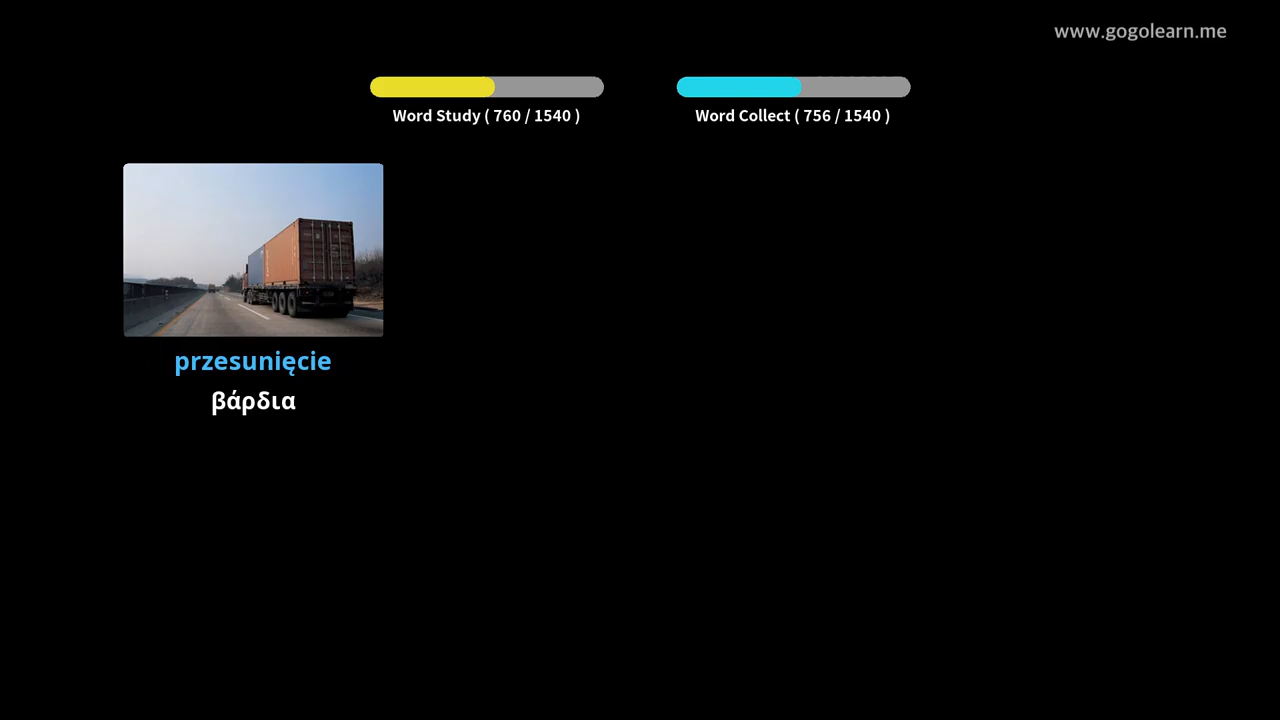 www.gogolearn.me
Word Study ( 760 / 1540 )
Word Collect ( 756 / 1540 )
przesunięcie
βάρδια